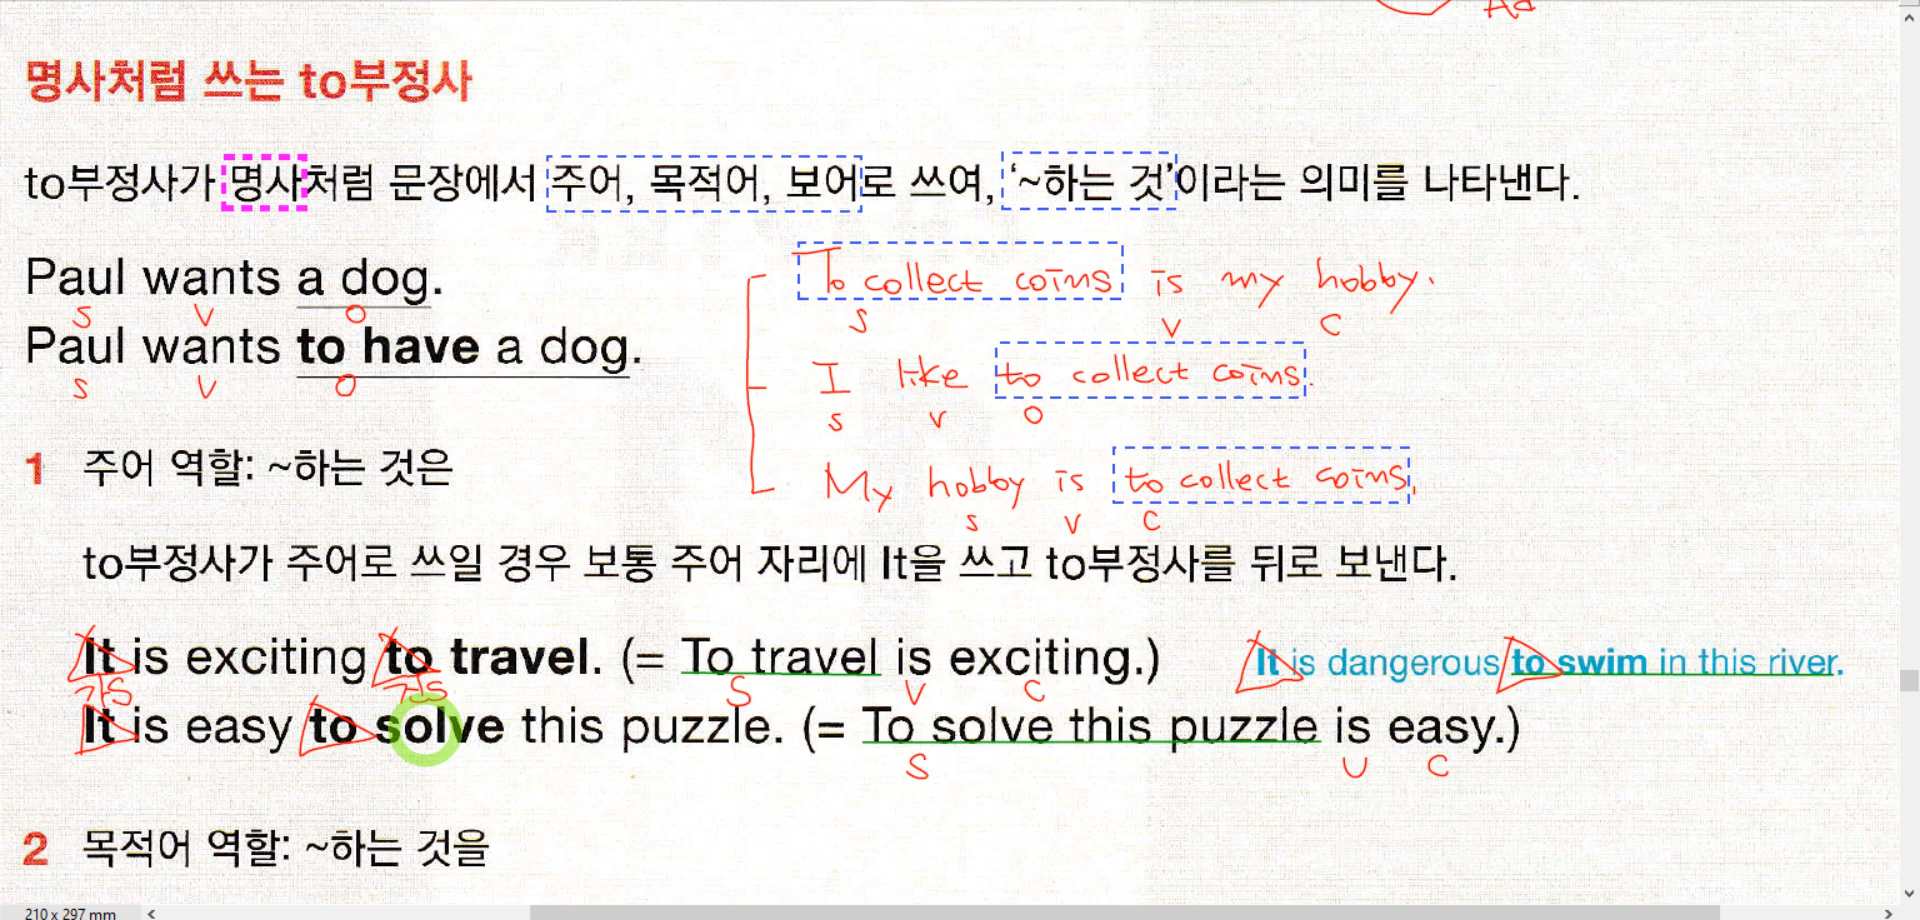 Ad
명사처럼 쓰는 to부정사
to부정사가 명사처럼 문장에서 주어, 목적어, 보어로 쓰여, ‘~하는 것’이라는 의미를 나타낸다.
Paul wants a dog.
S V O
Paul wants to have a dog.
S V O
To collect coins is my hobby.
S V C
I like to collect coins.
S V O
My hobby is to collect coins.
S V C
1 주어 역할: ~하는 것은
to부정사가 주어로 쓰일 경우 보통 주어 자리에 It을 쓰고 to부정사를 뒤로 보낸다.
It is exciting to travel. (= To travel is exciting.) It is dangerous to swim in this river.
가S 가S S V C
It is easy to solve this puzzle. (= To solve this puzzle is easy.)
S V C
2 목적어 역할: ~하는 것을
210 x 297 mm